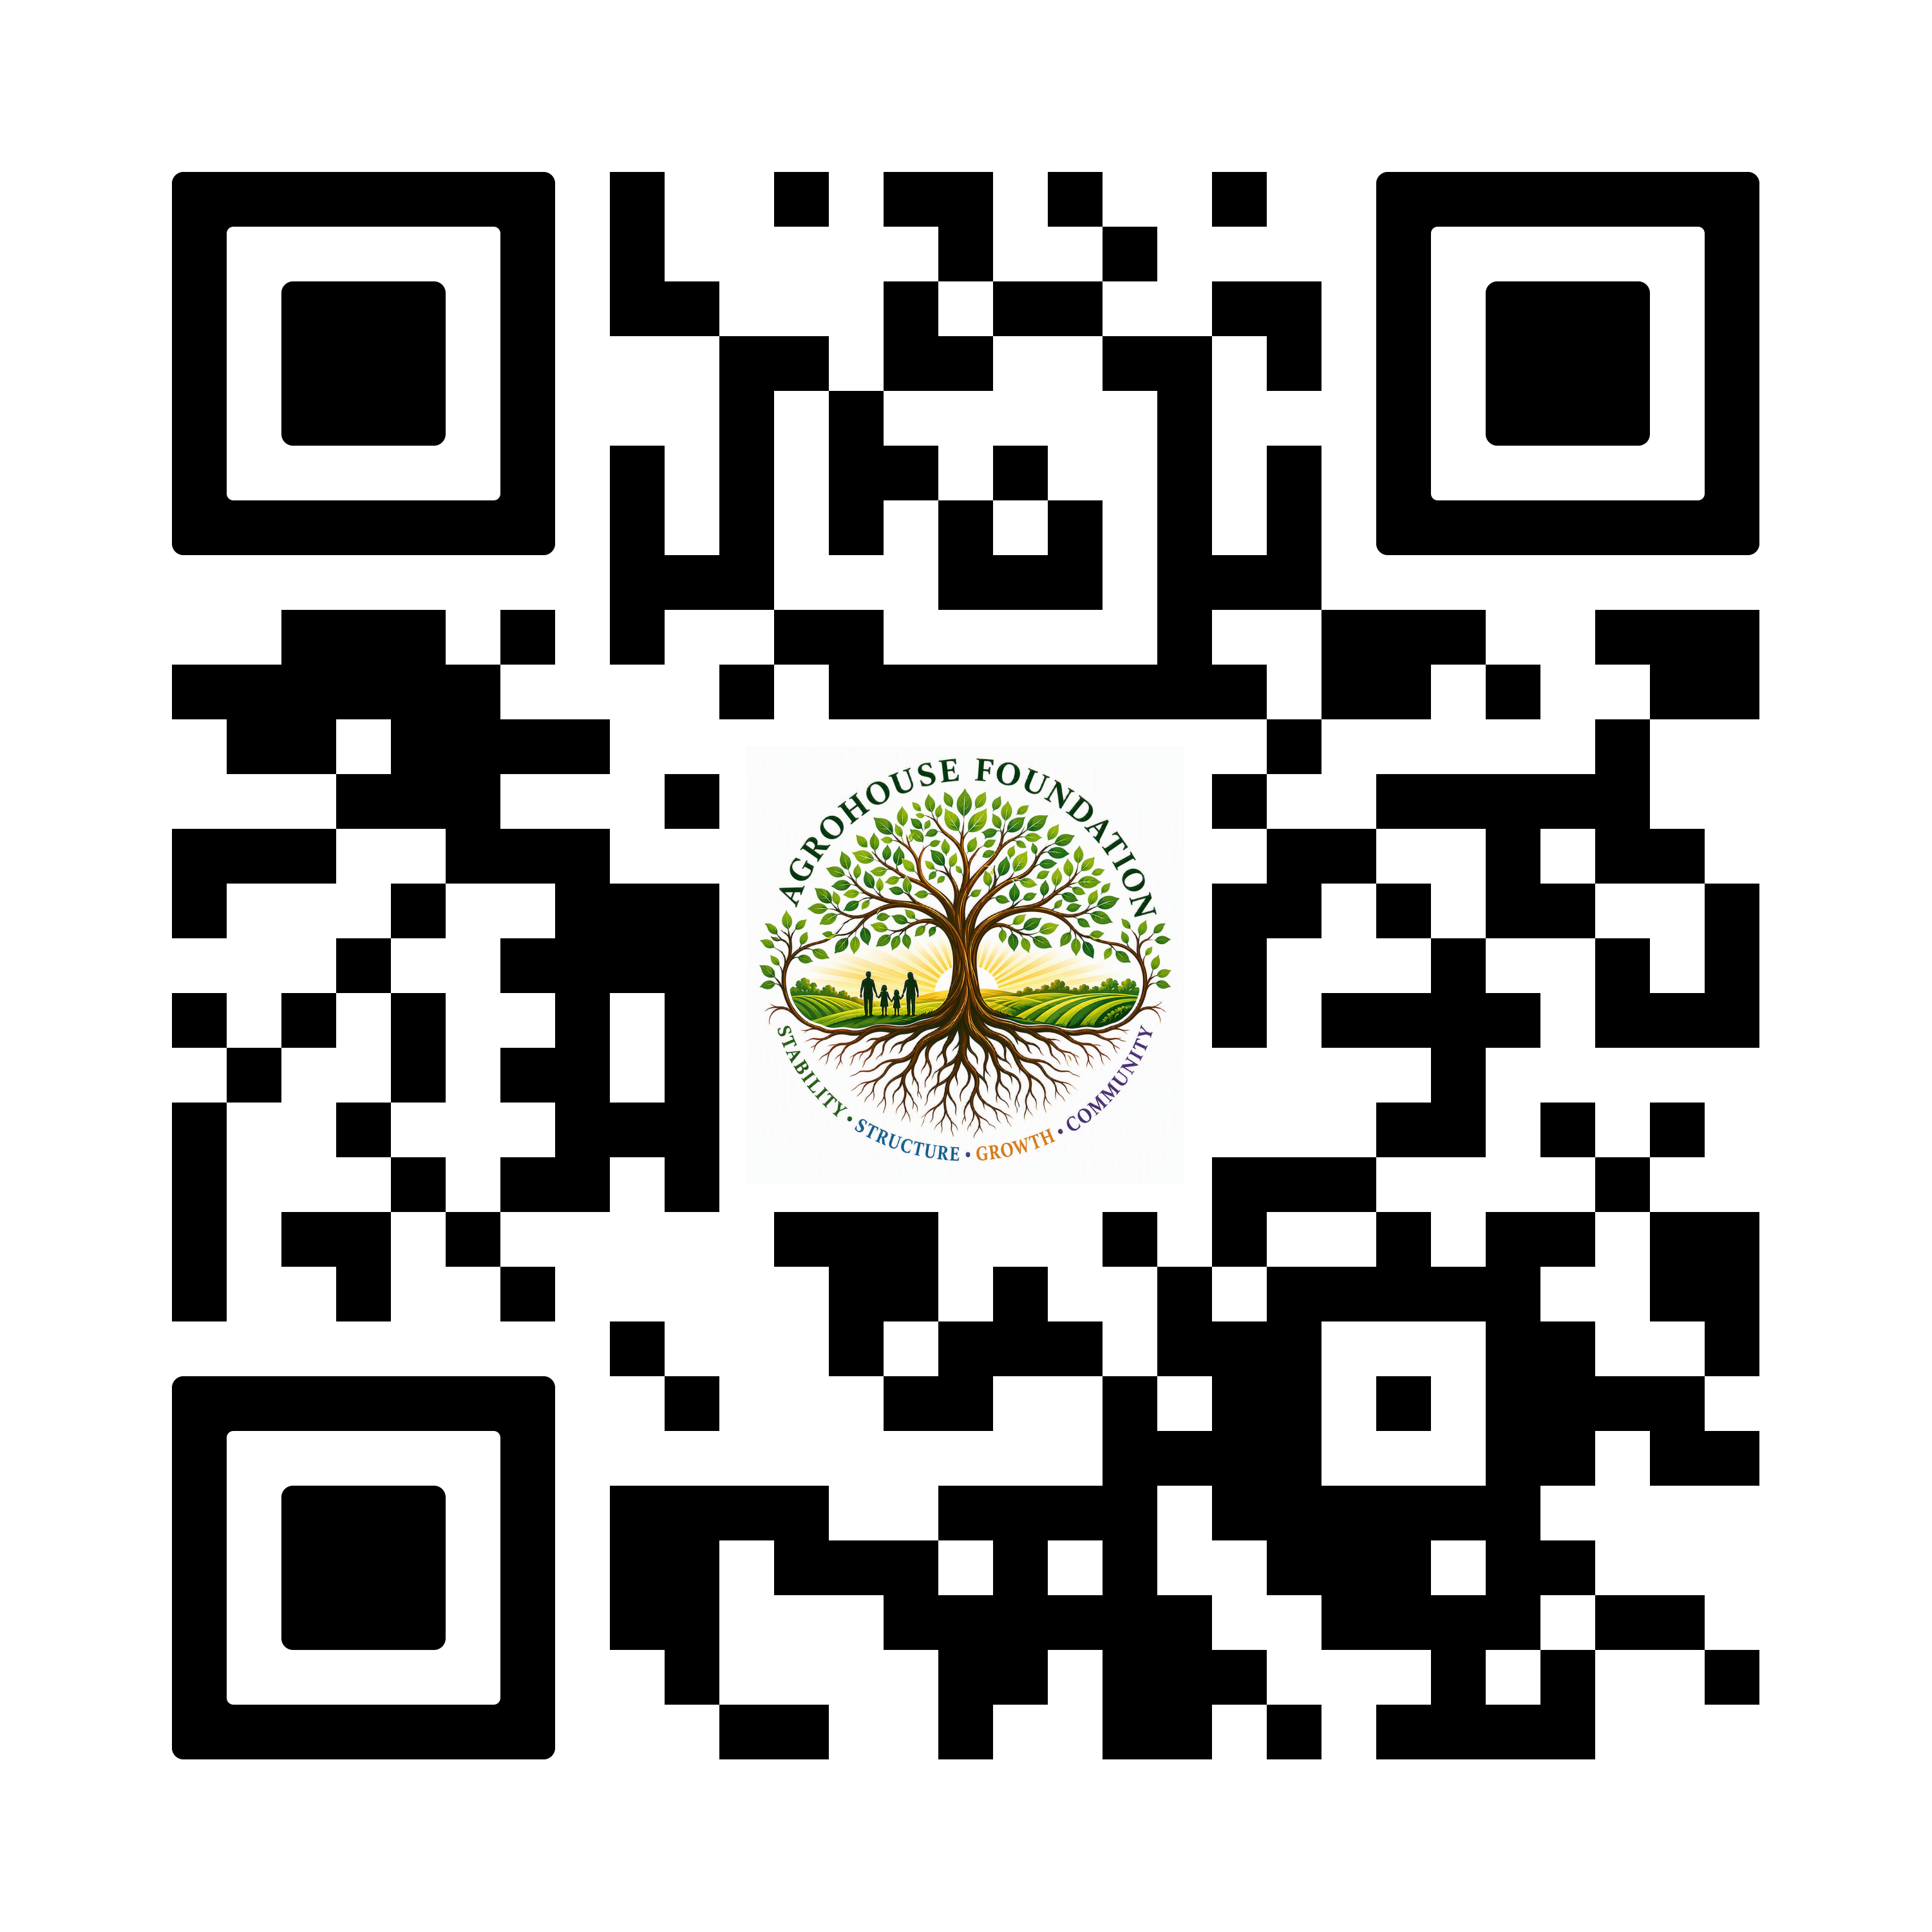 AGROHOUSE FOUNDATION
STABILITY • STRUCTURE • GROWTH • COMMUNITY